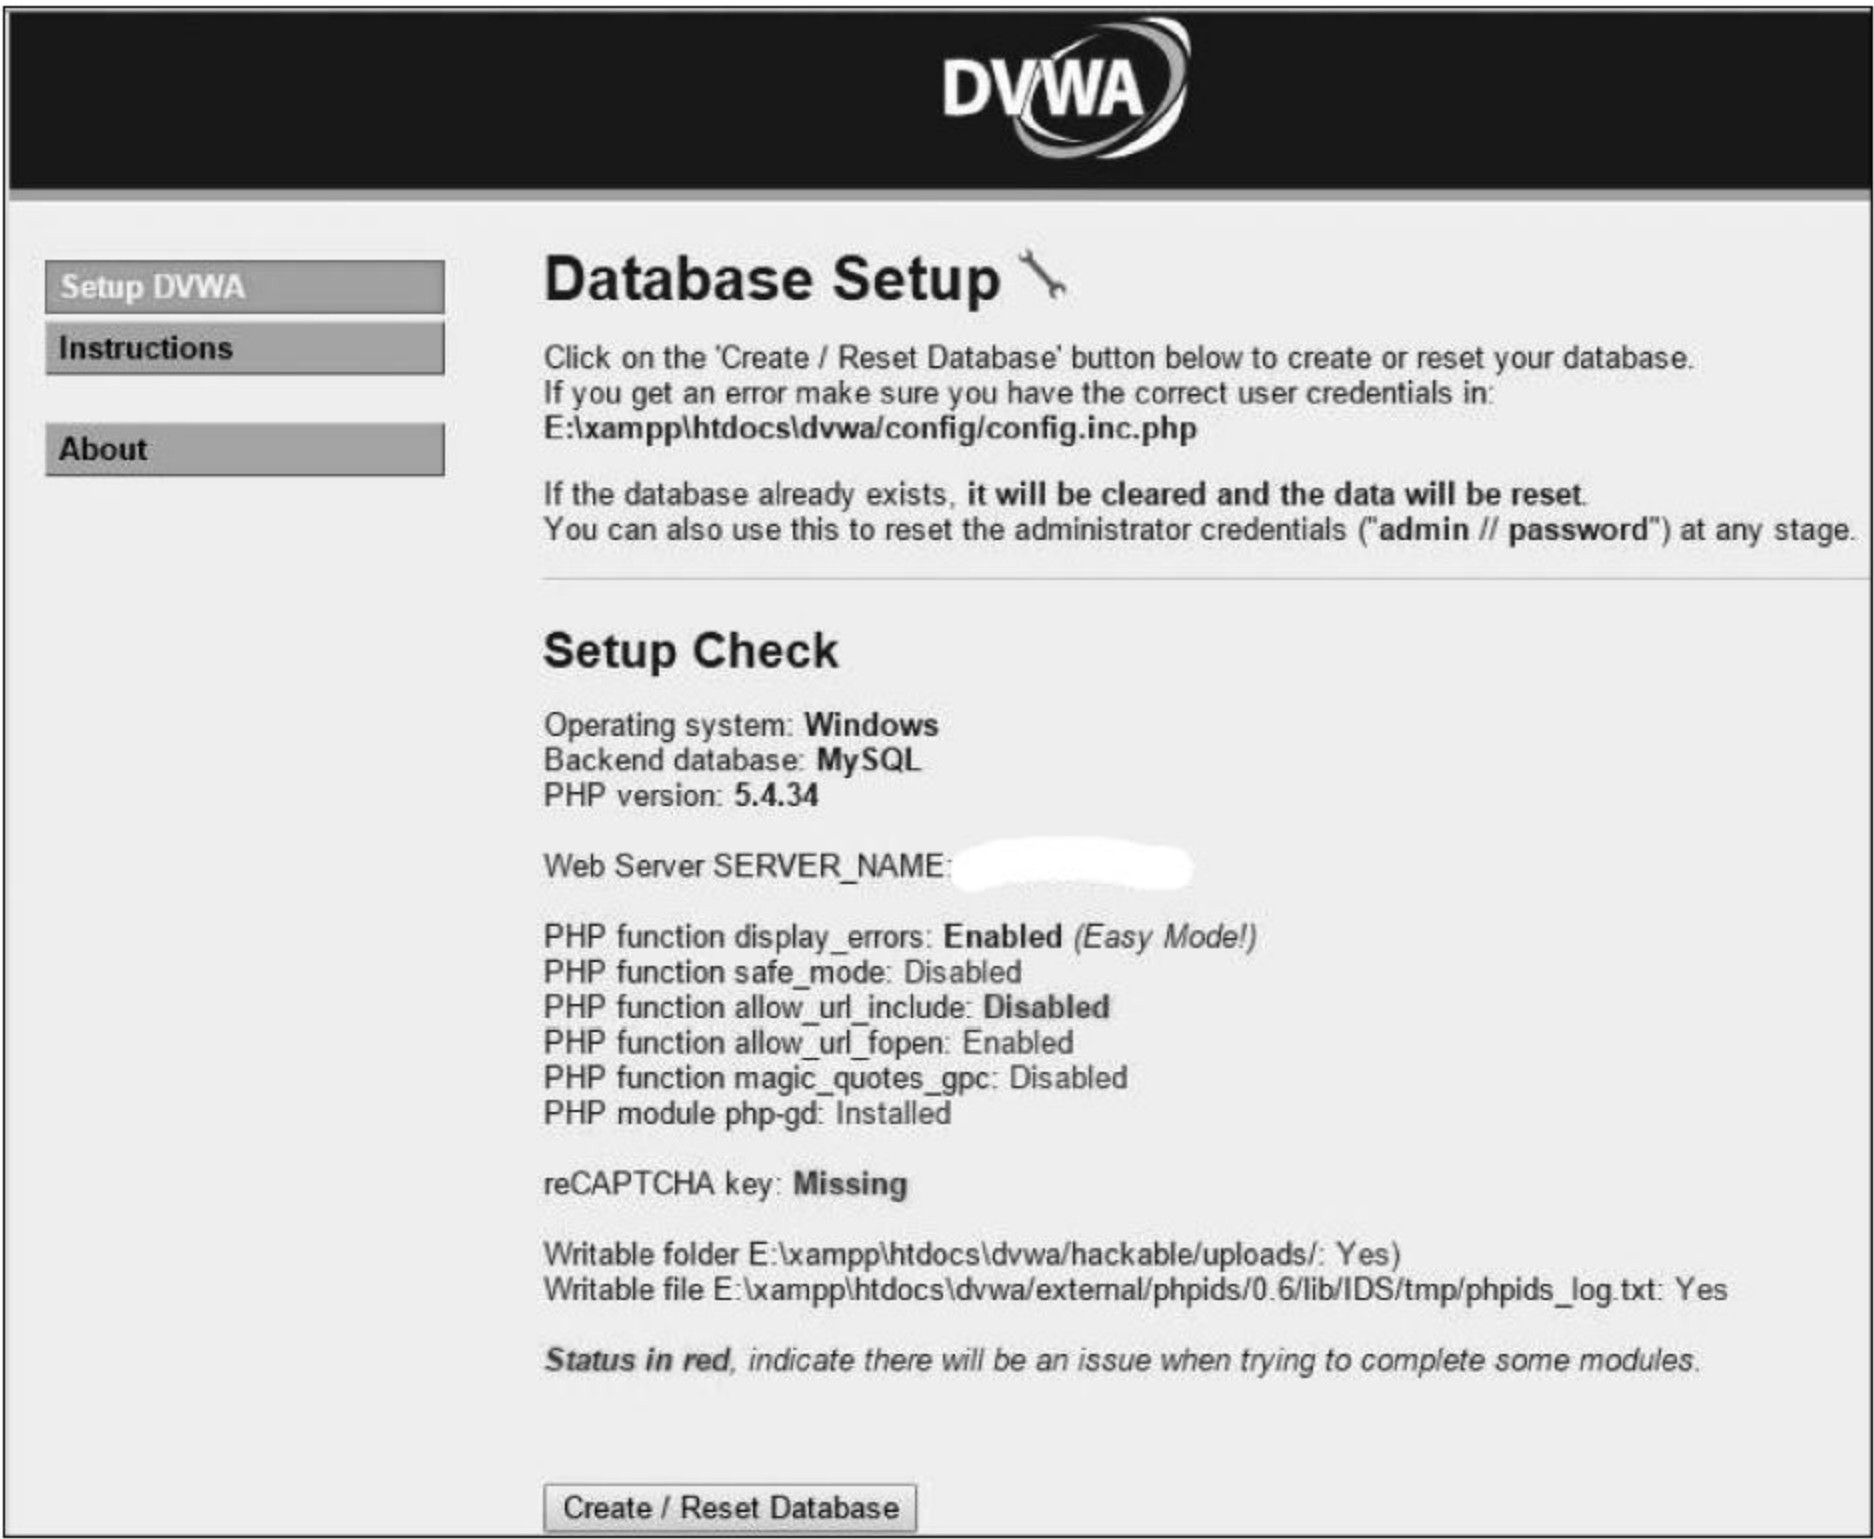 DVWA
Setup DVWA
Instructions
About
Database Setup
Click on the 'Create / Reset Database' button below to create or reset your database.
If you get an error make sure you have the correct user credentials in:
E:\xampp\htdocs\dvwa/config/config.inc.php
If the database already exists, it will be cleared and the data will be reset.
You can also use this to reset the administrator credentials ("admin // password") at any stage.
Setup Check
Operating system: Windows
Backend database: MySQL
PHP version: 5.4.34
Web Server SERVER_NAME:
PHP function display_errors: Enabled (Easy Mode!)
PHP function safe_mode: Disabled
PHP function allow_url_include: Disabled
PHP function allow_url_fopen: Enabled
PHP function magic_quotes_gpc: Disabled
PHP module php-gd: Installed
reCAPTCHA key: Missing
Writable folder E:\xampp\htdocs\dvwa/hackable/uploads/: Yes)
Writable file E:\xampp\htdocs\dvwa/external/phpids/0.6/lib/IDS/tmp/phpids_log.txt: Yes
Status in red, indicate there will be an issue when trying to complete some modules.
Create / Reset Database